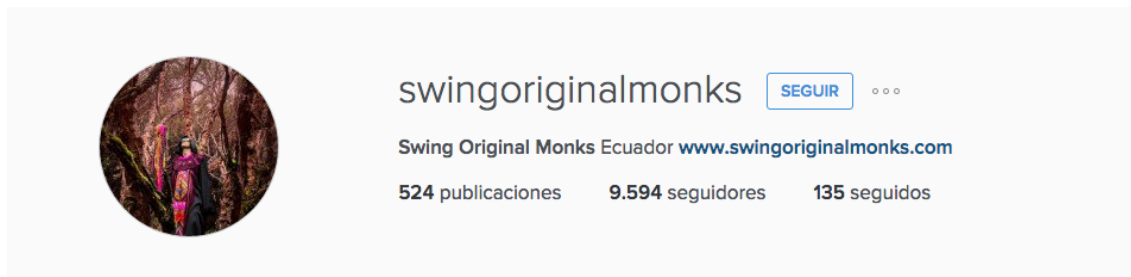 swingoriginalmonks SEGUIR
Swing Original Monks Ecuador www.swingoriginalmonks.com
524 publicaciones 9.594 seguidores 135 seguidos